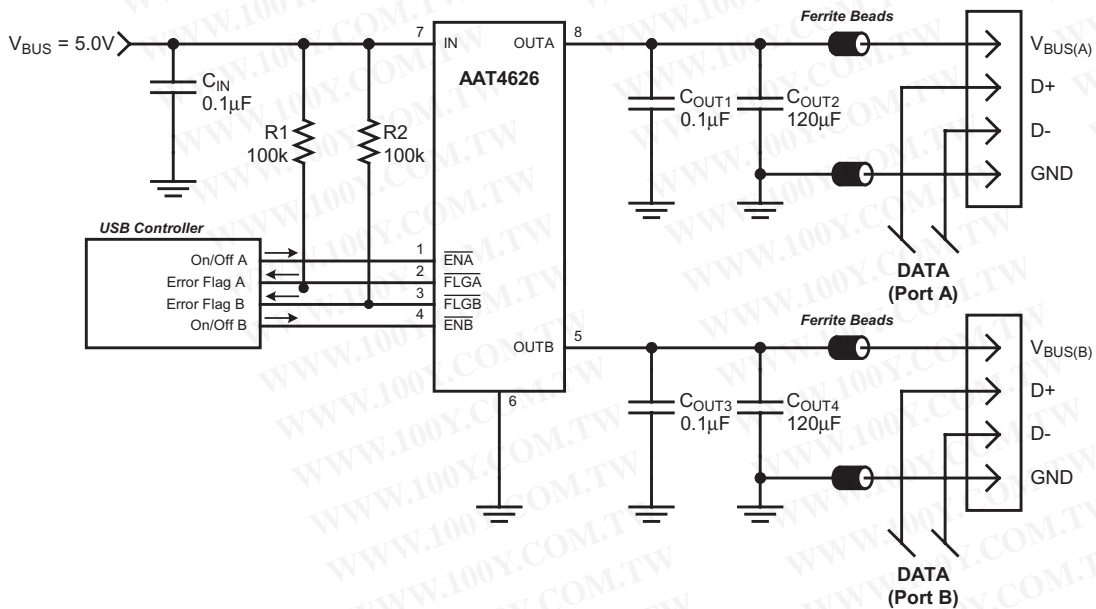 V_BUS = 5.0V
C_IN
0.1µF
R1
100k
R2
100k
7
IN
OUTA
8
AAT4626
USB Controller
On/Off A
Error Flag A
Error Flag B
On/Off B
1
2
3
4
ENA
FLGA
FLGB
ENB
OUTB
5
6
C_OUT1
0.1µF
C_OUT2
120µF
Ferrite Beads
V_BUS(A)
D+
D-
GND
DATA
(Port A)
C_OUT3
0.1µF
C_OUT4
120µF
Ferrite Beads
V_BUS(B)
D+
D-
GND
DATA
(Port B)
WWW.100Y.COM.TW